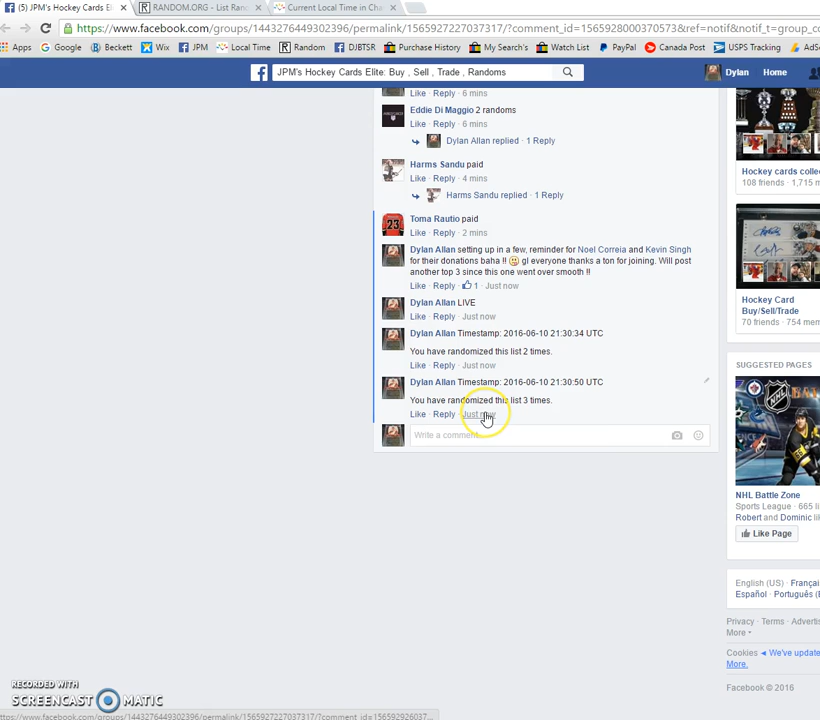 (5) JPM's Hockey Cards E
RANDOM.ORG - List Ran
Current Local Time in Cha
https://www.facebook.com/groups/1443276449302396/permalink/1565927227037317/?comment_id=1565928000370573&ref=notif&notif_t=group_co
Apps Google Beckett Wix JPM Local Time Random DJBTSR Purchase History My Search's Watch List PayPal Canada Post USPS Tracking Ad
JPM's Hockey Cards Elite: Buy , Sell , Trade , Randoms
Dylan Home
Like · Reply · 6 mins
Eddie Di Maggio 2 randoms
Like · Reply · 6 mins
Dylan Allan replied · 1 Reply
Harms Sandu paid
Like · Reply · 4 mins
Harms Sandu replied · 1 Reply
Toma Rautio paid
Like · Reply · 2 mins
Dylan Allan setting up in a few, reminder for Noel Correia and Kevin Singh
for their donations baha !! gl everyone thanks a ton for joining. Will post
another top 3 since this one went over smooth !!
Like · Reply · 1 · Just now
Dylan Allan LIVE
Like · Reply · Just now
Dylan Allan Timestamp: 2016-06-10 21:30:34 UTC
You have randomized this list 2 times.
Like · Reply · Just now
Dylan Allan Timestamp: 2016-06-10 21:30:50 UTC
You have randomized this list 3 times.
Like · Reply · Just now
Write a comment...
Hockey cards collec
108 friends · 1,715 m
Hockey Card
Buy/Sell/Trade
70 friends · 754 mem
SUGGESTED PAGES
NHL Battle Zone
Sports League · 665 li
Robert and Dominic li
Like Page
English (US) · Françai
Español · Português (B
Privacy · Terms · Adverti
More
Cookies We've update
More.
Facebook © 2016
RECORDED WITH
SCREENCAST MATIC
https://www.facebook.com/groups/1443276449302396/permalink/1565927227037317/?comment_id=156592926037...